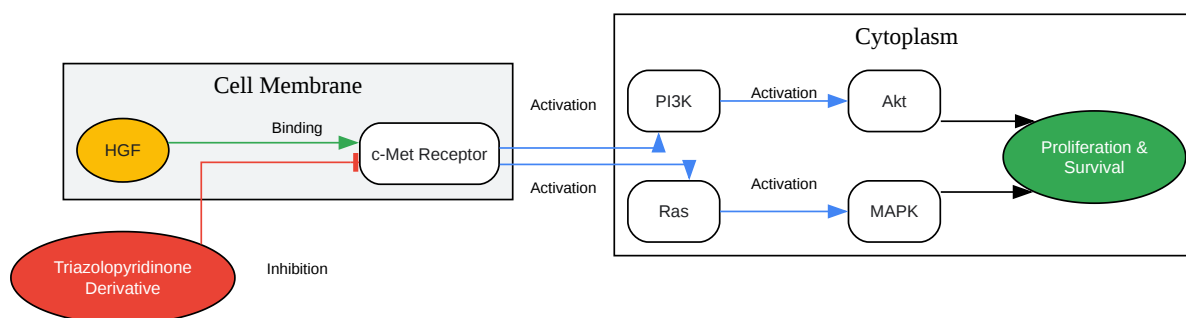 Cytoplasm
Cell Membrane
HGF
Binding
c-Met Receptor
Activation
Activation
PI3K
Activation
Akt
Ras
Activation
MAPK
Proliferation &
Survival
Triazolopyridinone
Derivative
Inhibition